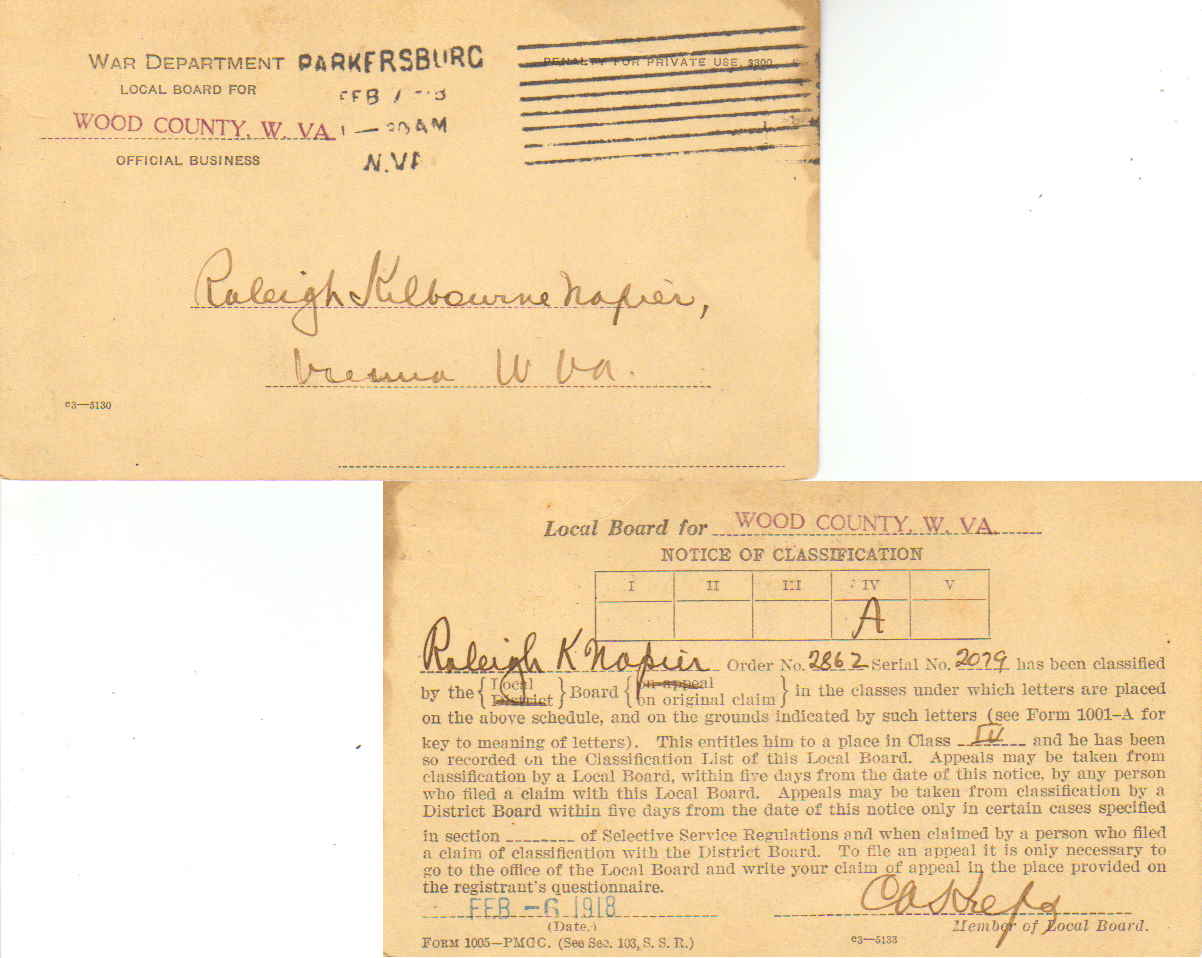 WAR DEPARTMENT PARKERSBURG
PENALTY FOR PRIVATE USE, $300
LOCAL BOARD FOR
FEB
WOOD COUNTY, W. VA.
AM
OFFICIAL BUSINESS
W.VA
Raleigh Kilbourne Napier,
Vienna W Va.
c3—5130
Local Board for WOOD COUNTY, W. VA.
NOTICE OF CLASSIFICATION
I II III IV V
A
Raleigh K Napier Order No. 2862 Serial No. 2079 has been classified
by the { Local District } Board { on appeal on original claim } in the classes under which letters are placed
on the above schedule, and on the grounds indicated by such letters (see Form 1001–A for
key to meaning of letters). This entitles him to a place in Class IV and he has been
so recorded on the Classification List of this Local Board. Appeals may be taken from
classification by a Local Board, within five days from the date of this notice, by any person
who filed a claim with this Local Board. Appeals may be taken from classification by a
District Board within five days from the date of this notice only in certain cases specified
in section ________ of Selective Service Regulations and when claimed by a person who filed
a claim of classification with the District Board. To file an appeal it is only necessary to
go to the office of the Local Board and write your claim of appeal in the place provided on
the registrant's questionnaire.
FEB -6 1918
C A Kreps
(Date.)
Member of Local Board.
FORM 1005—PMGC. (See Sec. 103, S. S. R.)
c3—5133